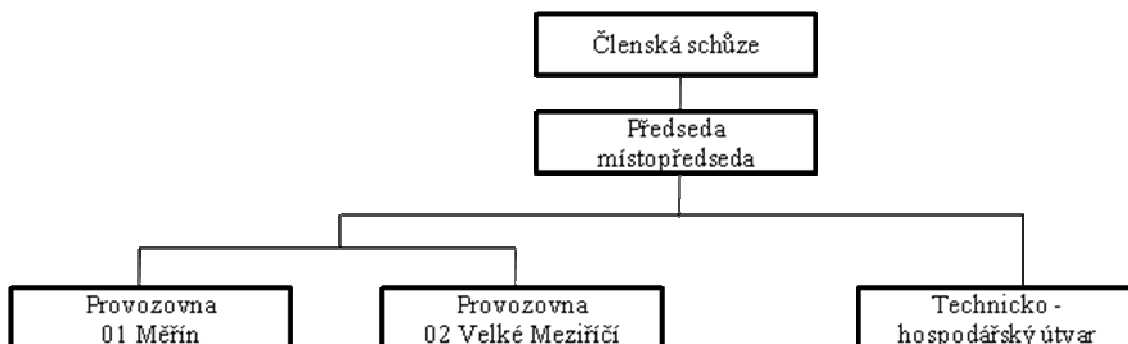 Členská schůze
Předseda
místopředseda
Provozovna
01 Měřín
Provozovna
02 Velké Meziříčí
Technicko -
hospodářský útvar